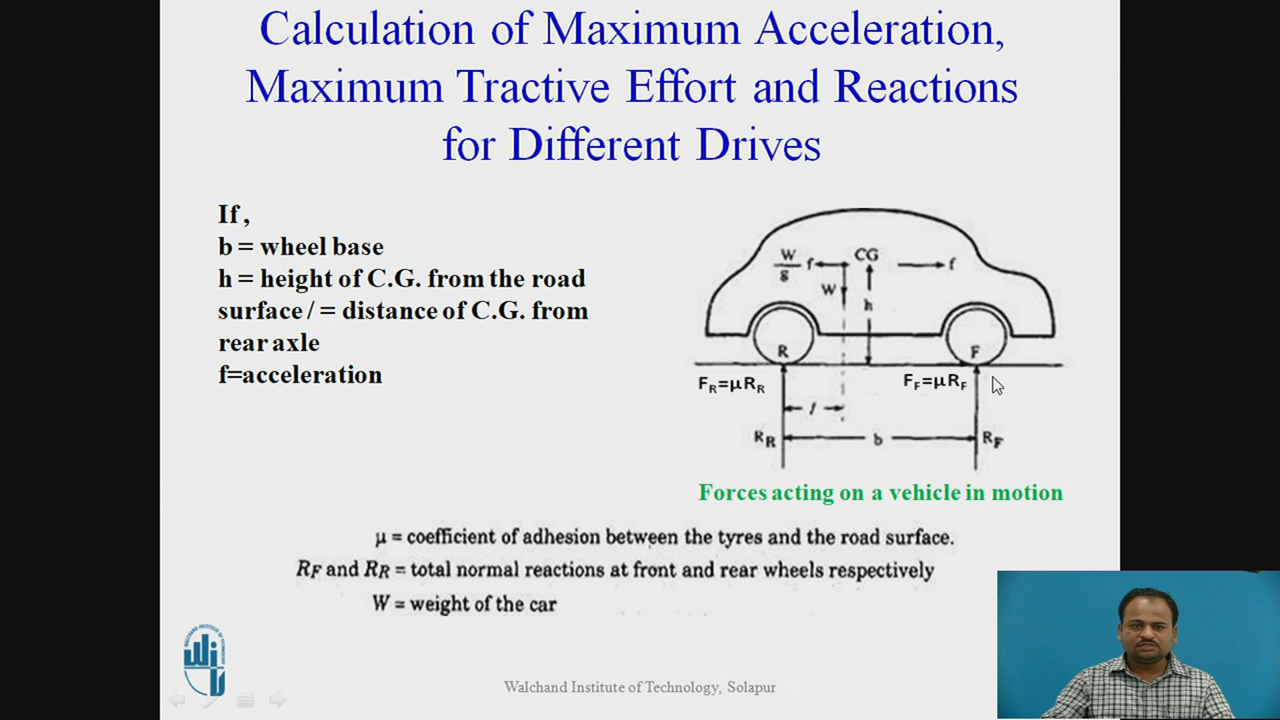 Calculation of Maximum Acceleration,
Maximum Tractive Effort and Reactions
for Different Drives
If ,
b = wheel base
h = height of C.G. from the road
surface l = distance of C.G. from
rear axle
f=acceleration
W
g
f
CG
f
W
h
R
F
FR=μRR
FF=μRF
l
RR
b
RF
Forces acting on a vehicle in motion
μ = coefficient of adhesion between the tyres and the road surface.
RF and RR = total normal reactions at front and rear wheels respectively
W = weight of the car
Walchand Institute of Technology, Solapur